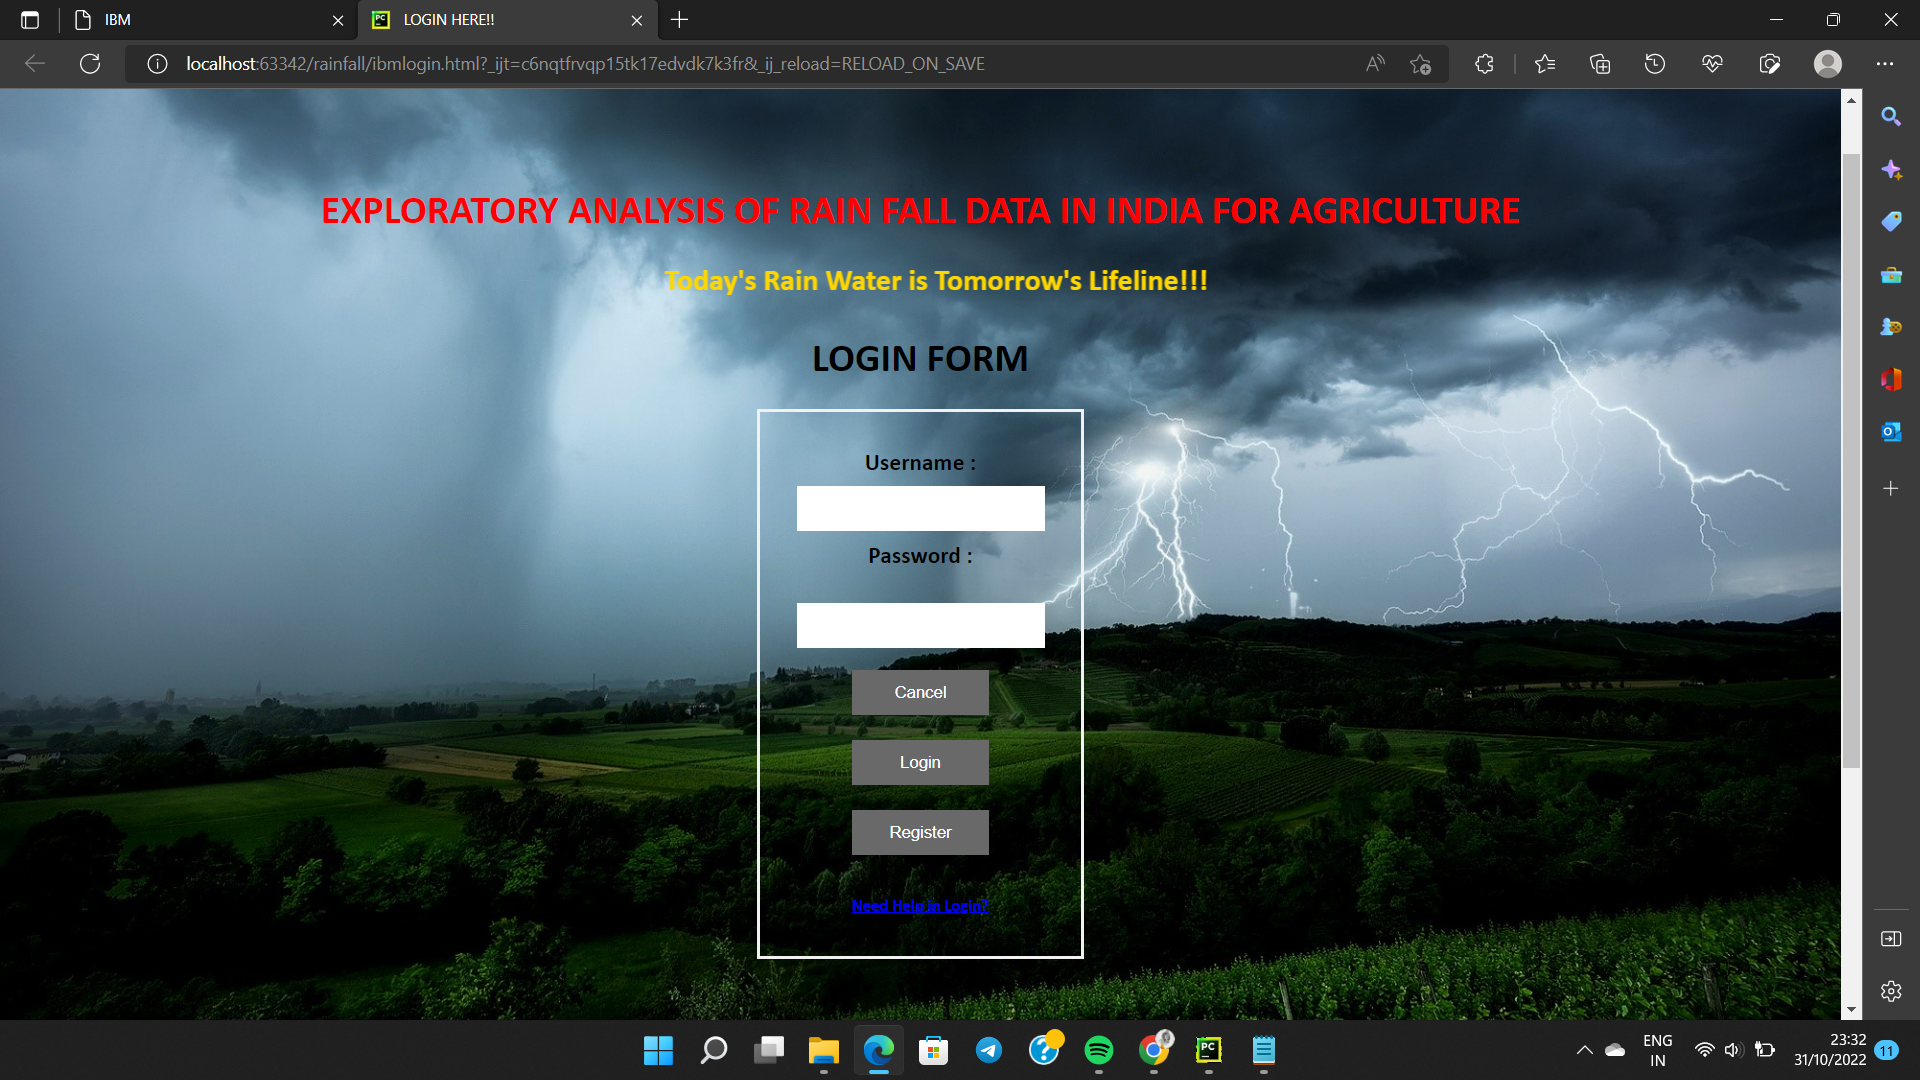 IBM
LOGIN HERE!!
localhost:63342/rainfall/ibmlogin.html?_ijt=c6nqtfrvqp15tk17edvdk7k3fr&_ij_reload=RELOAD_ON_SAVE
EXPLORATORY ANALYSIS OF RAIN FALL DATA IN INDIA FOR AGRICULTURE
Today's Rain Water is Tomorrow's Lifeline!!!
LOGIN FORM
Username :
Password :
Cancel
Login
Register
Need Help in Login?
ENG
IN
23:32
31/10/2022
11